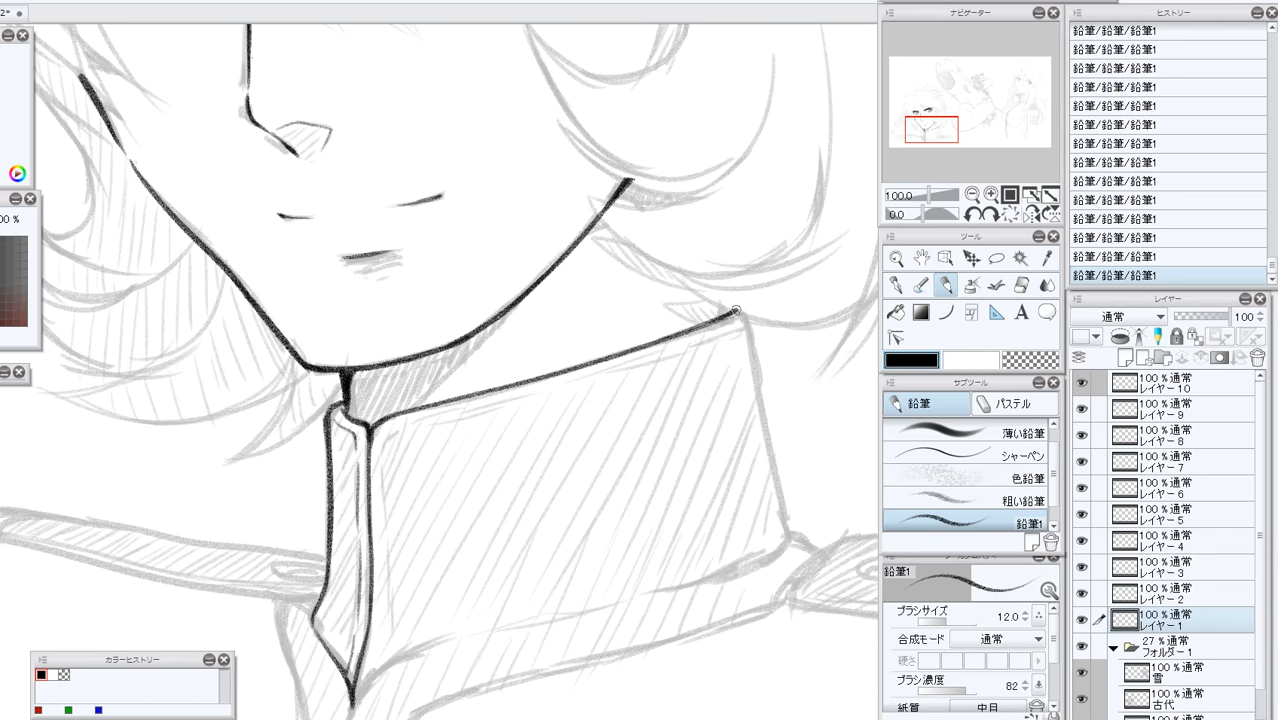 2*
ナビゲーター
ヒストリー
鉛筆/鉛筆/鉛筆1
鉛筆/鉛筆/鉛筆1
鉛筆/鉛筆/鉛筆1
鉛筆/鉛筆/鉛筆1
鉛筆/鉛筆/鉛筆1
鉛筆/鉛筆/鉛筆1
鉛筆/鉛筆/鉛筆1
鉛筆/鉛筆/鉛筆1
鉛筆/鉛筆/鉛筆1
鉛筆/鉛筆/鉛筆1
鉛筆/鉛筆/鉛筆1
鉛筆/鉛筆/鉛筆1
鉛筆/鉛筆/鉛筆1
鉛筆/鉛筆/鉛筆1
100.0
0.0
ツール
A
サブツール
鉛筆
パステル
薄い鉛筆
シャーペン
色鉛筆
粗い鉛筆
鉛筆1
鉛筆1
ブラシサイズ
12.0
合成モード
通常
硬さ
ブラシ濃度
82
紙質
中目
レイヤー
通常
100
100 %通常
レイヤー 10
100 %通常
レイヤー 9
100 %通常
レイヤー 8
100 %通常
レイヤー 7
100 %通常
レイヤー 6
100 %通常
レイヤー 5
100 %通常
レイヤー 4
100 %通常
レイヤー 3
100 %通常
レイヤー 2
100 %通常
レイヤー 1
27 %通常
フォルダー 1
100 %通常
雪
100 %通常
古代
00 %
カラーヒストリー